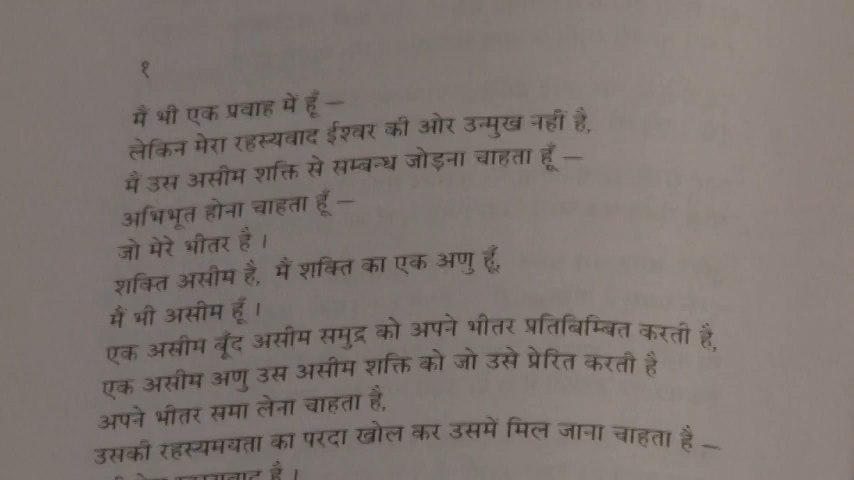 १
मैं भी एक प्रवाह में हूँ –
लेकिन मेरा रहस्यवाद ईश्वर की ओर उन्मुख नहीं है,
मैं उस असीम शक्ति से सम्बन्ध जोड़ना चाहता हूँ –
अभिभूत होना चाहता हूँ –
जो मेरे भीतर है ।
शक्ति असीम है, मैं शक्ति का एक अणु हूँ,
मैं भी असीम हूँ ।
एक असीम बूँद असीम समुद्र को अपने भीतर प्रतिबिम्बित करती है,
एक असीम अणु उस असीम शक्ति को जो उसे प्रेरित करती है
अपने भीतर समा लेना चाहता है,
उसकी रहस्यमयता का परदा खोल कर उसमें मिल जाना चाहता है –
है ।